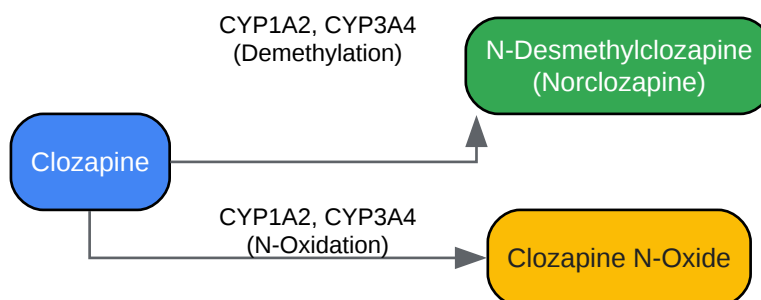 CYP1A2, CYP3A4
(Demethylation)
N-Desmethylclozapine
(Norclozapine)
Clozapine
CYP1A2, CYP3A4
(N-Oxidation)
Clozapine N-Oxide